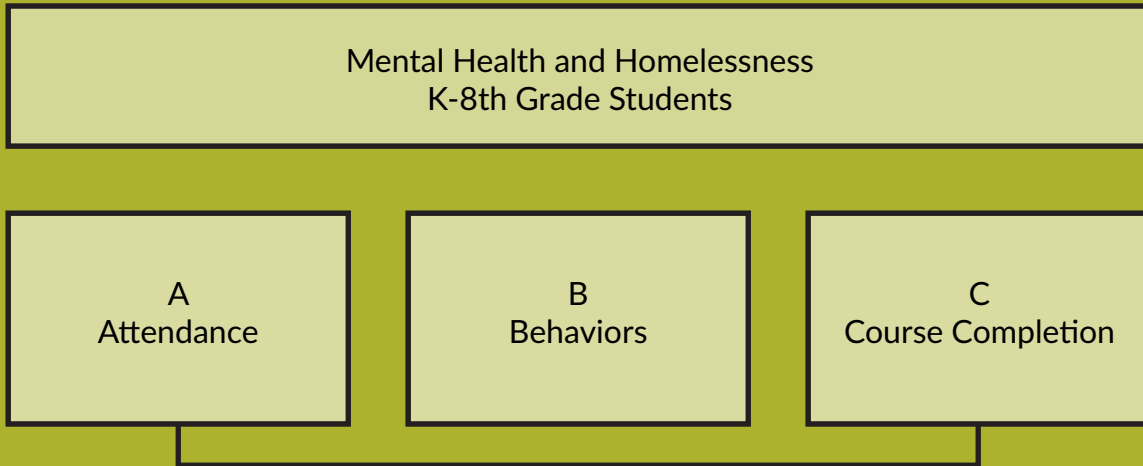 Mental Health and Homelessness
K-8th Grade Students
A
Attendance
B
Behaviors
C
Course Completion